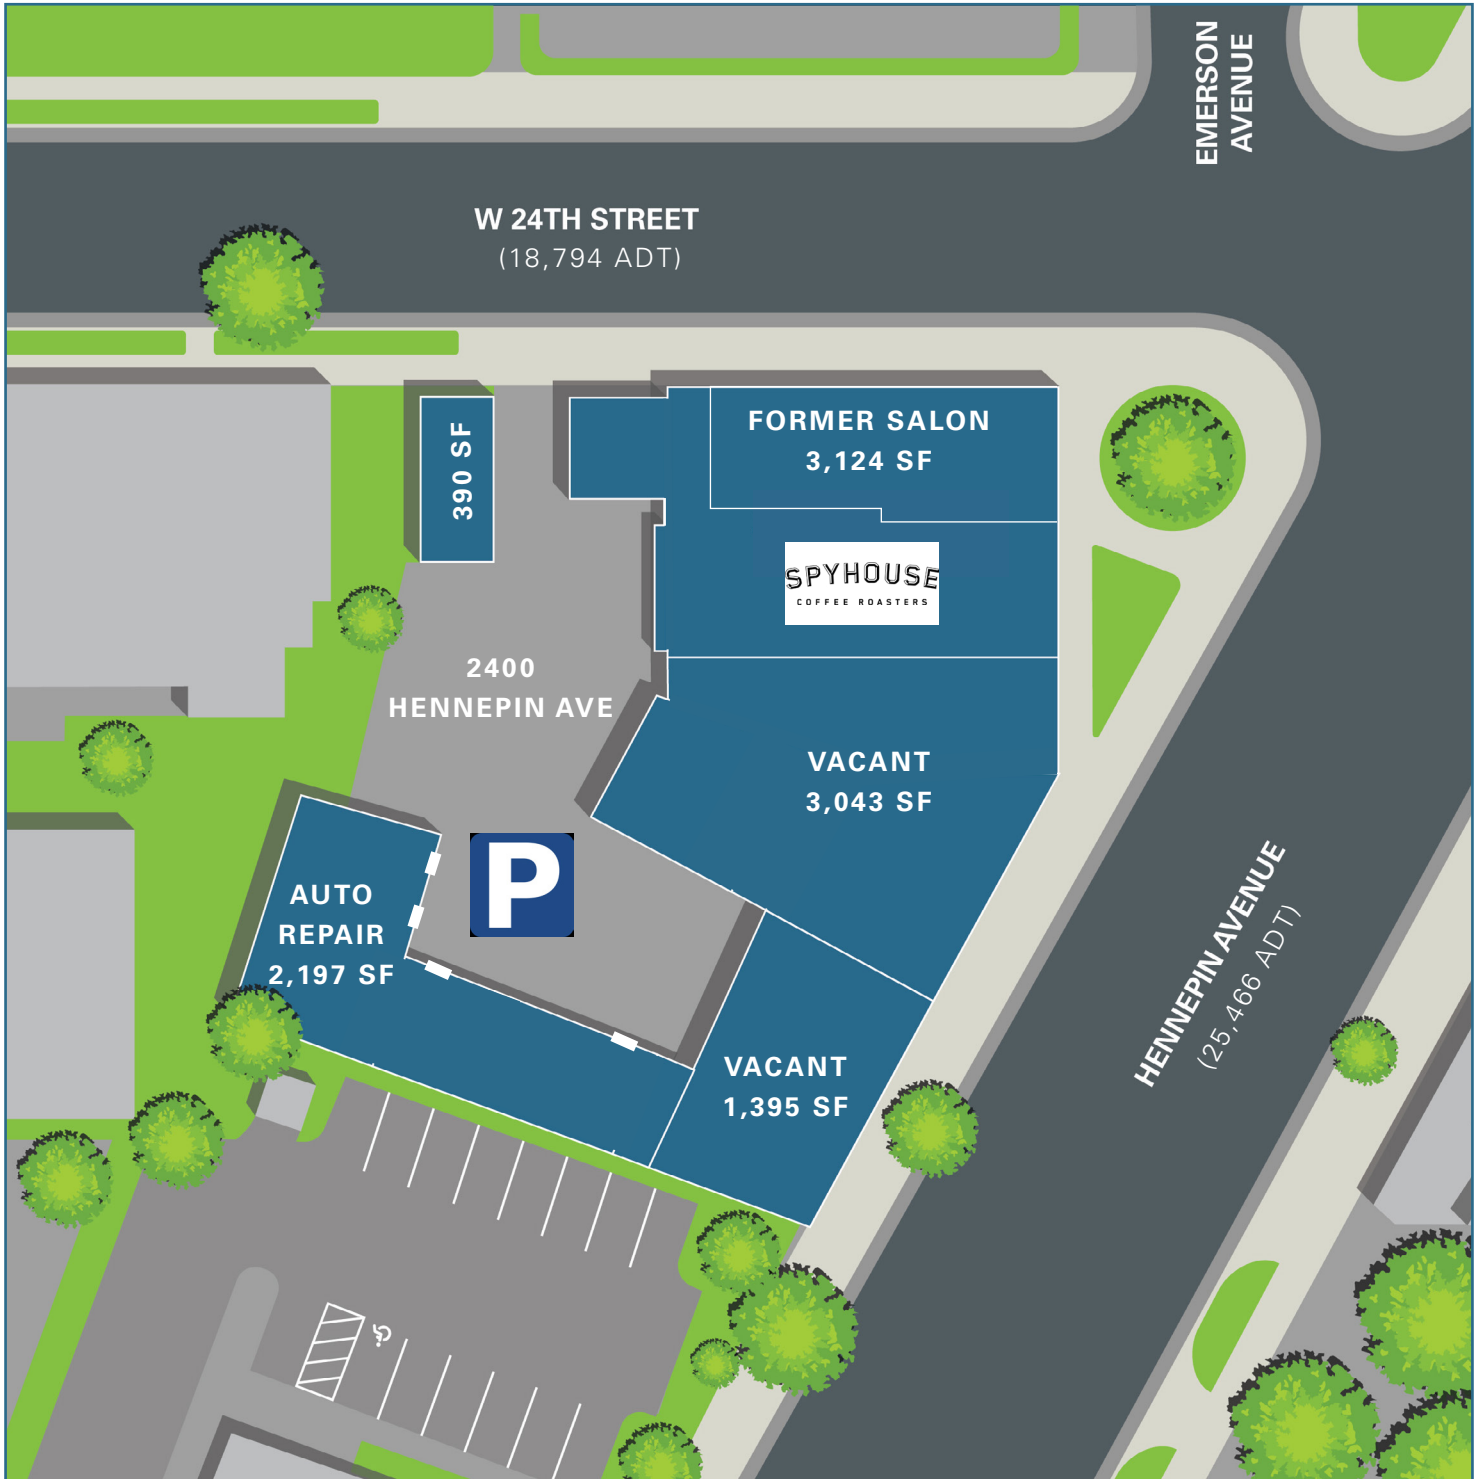 EMERSON
AVENUE
W 24TH STREET
(18,794 ADT)
390 SF
FORMER SALON
3,124 SF
SPYHOUSE
COFFEE ROASTERS
2400
HENNEPIN AVE
VACANT
3,043 SF
P
AUTO
REPAIR
2,197 SF
HENNEPIN AVENUE
(25,466 ADT)
VACANT
1,395 SF